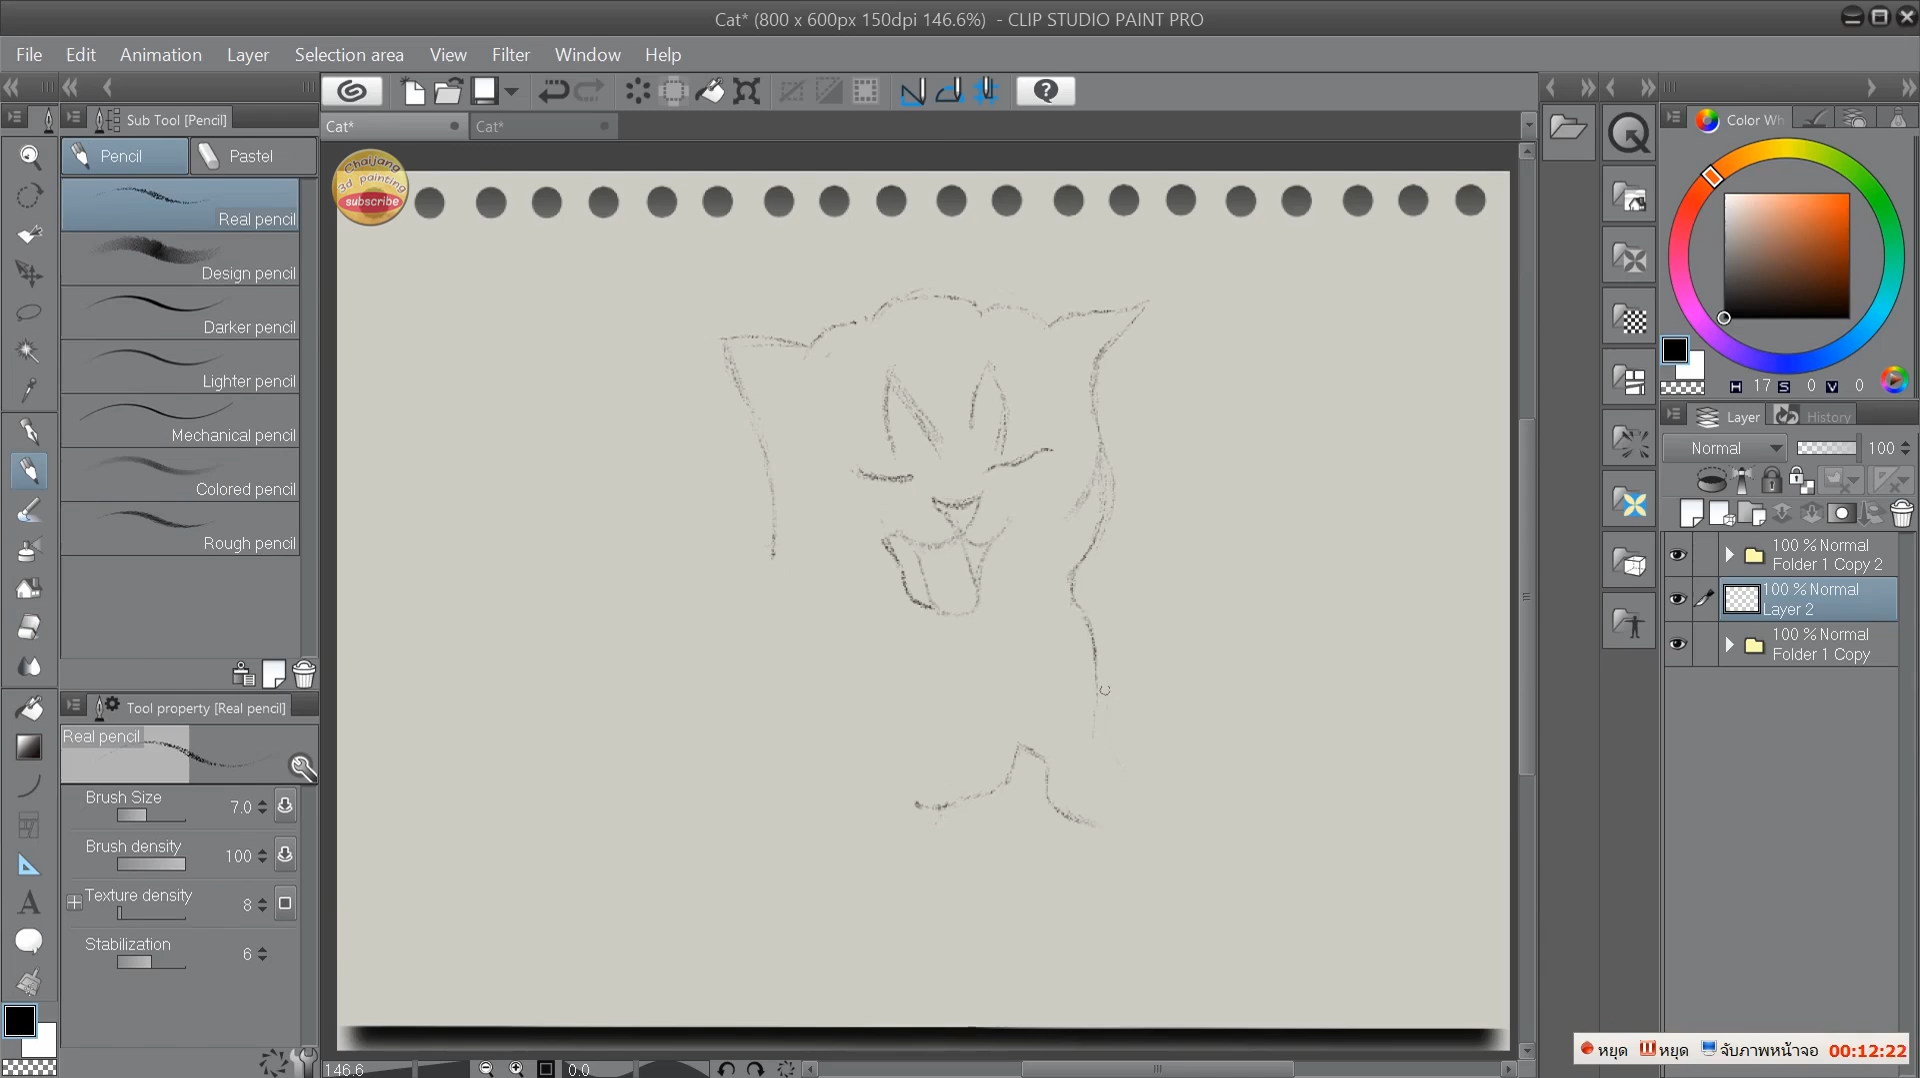 Cat* (800 x 600px 150dpi 146.6%) - CLIP STUDIO PAINT PRO
File Edit Animation Layer Selection area View Filter Window Help
Sub Tool [Pencil]
Cat* Cat*
Color Wh
Pencil Pastel
Chaijang
3d painting
subscribe
Real pencil
Design pencil
Darker pencil
Lighter pencil
Mechanical pencil
Colored pencil
Rough pencil
H 17 S 0 V 0
Layer History
Normal 100
100 % Normal
Folder 1 Copy 2
100 % Normal
Layer 2
100 % Normal
Folder 1 Copy
Tool property [Real pencil]
Real pencil
Brush Size 7.0
Brush density 100
Texture density 8
Stabilization 6
A
146.6 0.0
หยุด หยุด จับภาพหน้าจอ 00:12:22